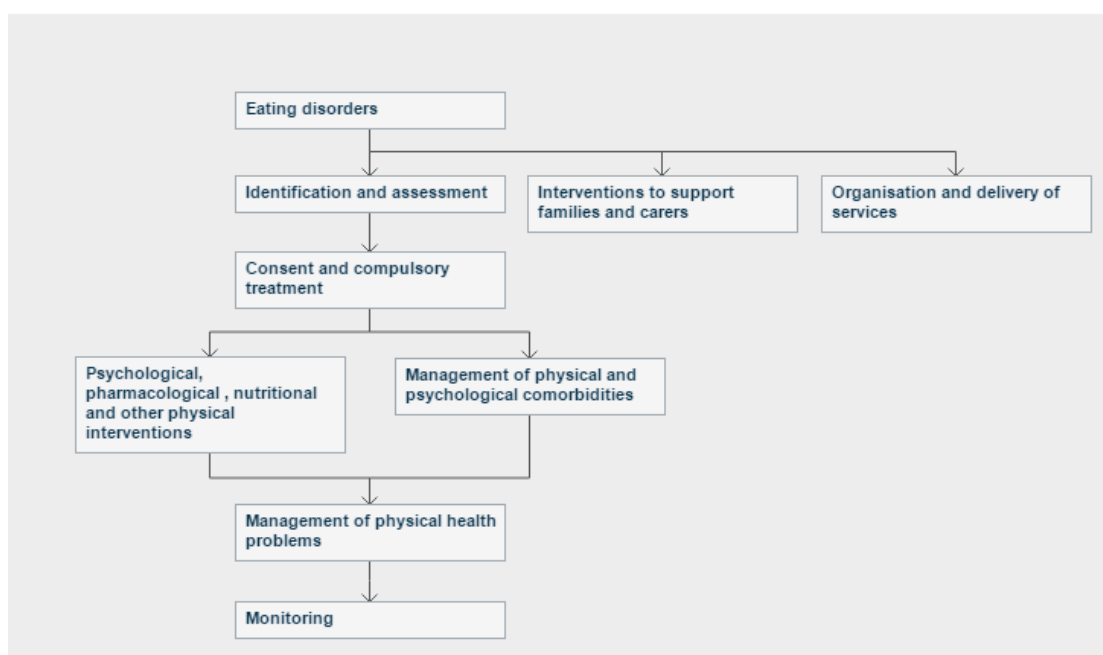 Eating disorders
Identification and assessment
Interventions to support
families and carers
Organisation and delivery of
services
Consent and compulsory
treatment
Psychological,
pharmacological , nutritional
and other physical
interventions
Management of physical and
psychological comorbidities
Management of physical health
problems
Monitoring